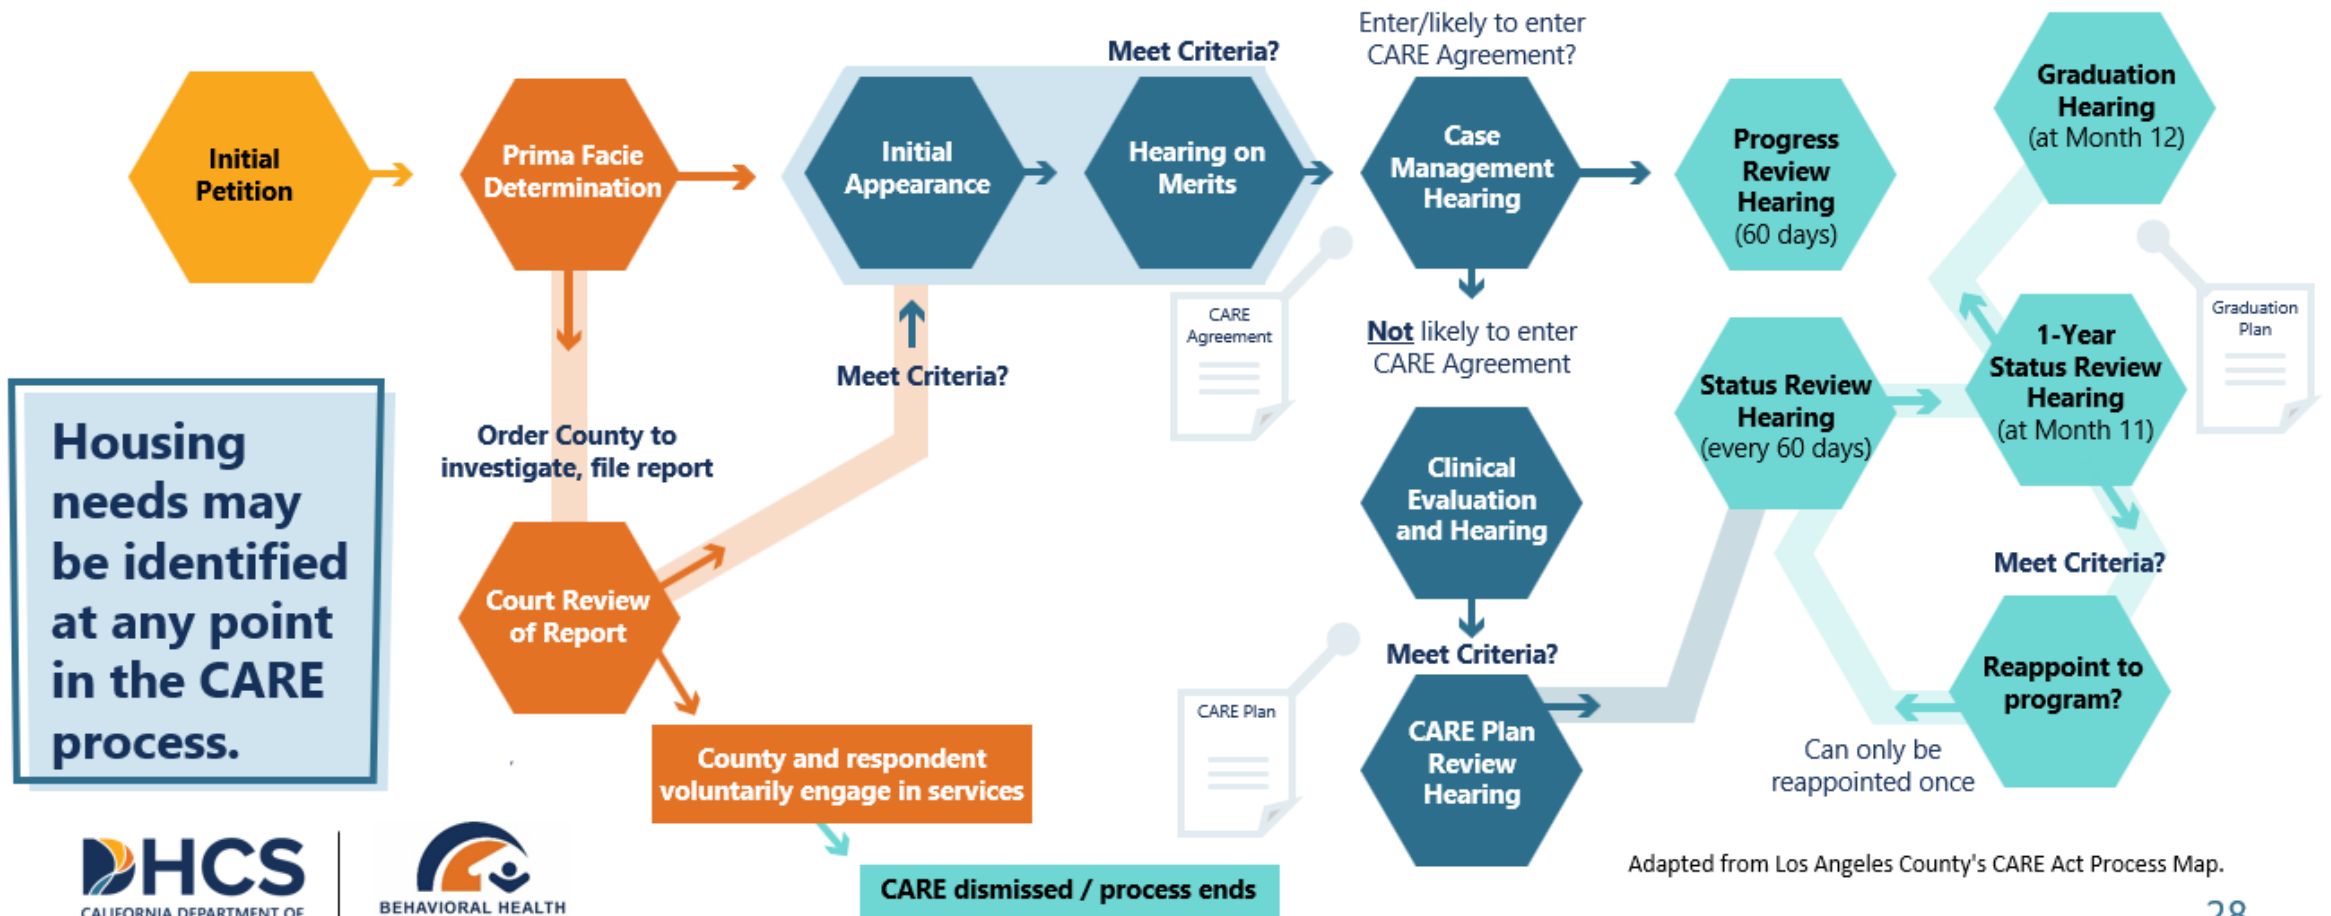 Initial
Petition
Prima Facie
Determination
Order County to
investigate, file report
Court Review
of Report
County and respondent
voluntarily engage in services
CARE dismissed / process ends
Meet Criteria?
Meet Criteria?
Initial
Appearance
Hearing on
Merits
Enter/likely to enter
CARE Agreement?
Case
Management
Hearing
CARE
Agreement
Not likely to enter
CARE Agreement
Clinical
Evaluation
and Hearing
Meet Criteria?
CARE Plan
CARE Plan
Review
Hearing
Progress
Review
Hearing
(60 days)
Status Review
Hearing
(every 60 days)
Graduation
Hearing
(at Month 12)
Graduation
Plan
1-Year
Status Review
Hearing
(at Month 11)
Meet Criteria?
Reappoint to
program?
Can only be
reappointed once
Housing
needs may
be identified
at any point
in the CARE
process.
DHCS
CALIFORNIA DEPARTMENT OF
BEHAVIORAL HEALTH
Adapted from Los Angeles County's CARE Act Process Map.
28